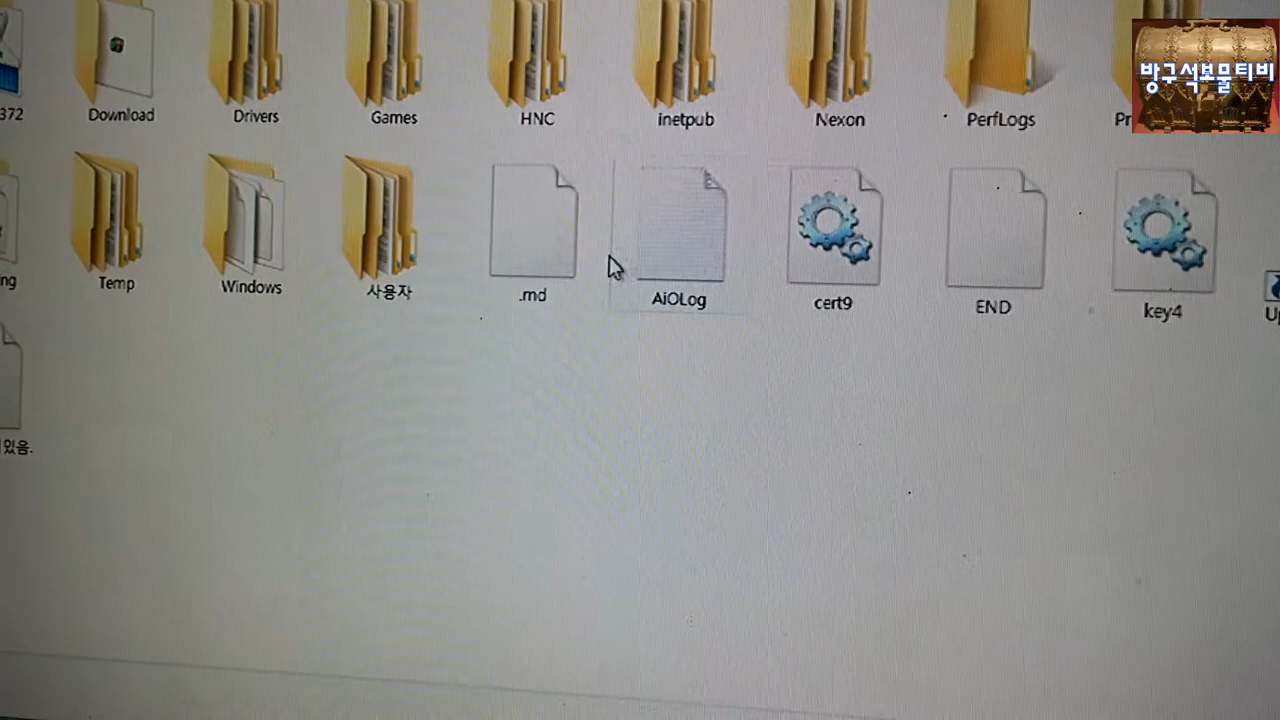 372
Download
Drivers
Games
HNC
inetpub
Nexon
PerfLogs
Pr
방구석보물티비
ng
Temp
Windows
사용자
.rnd
AiOLog
cert9
END
key4
있음.